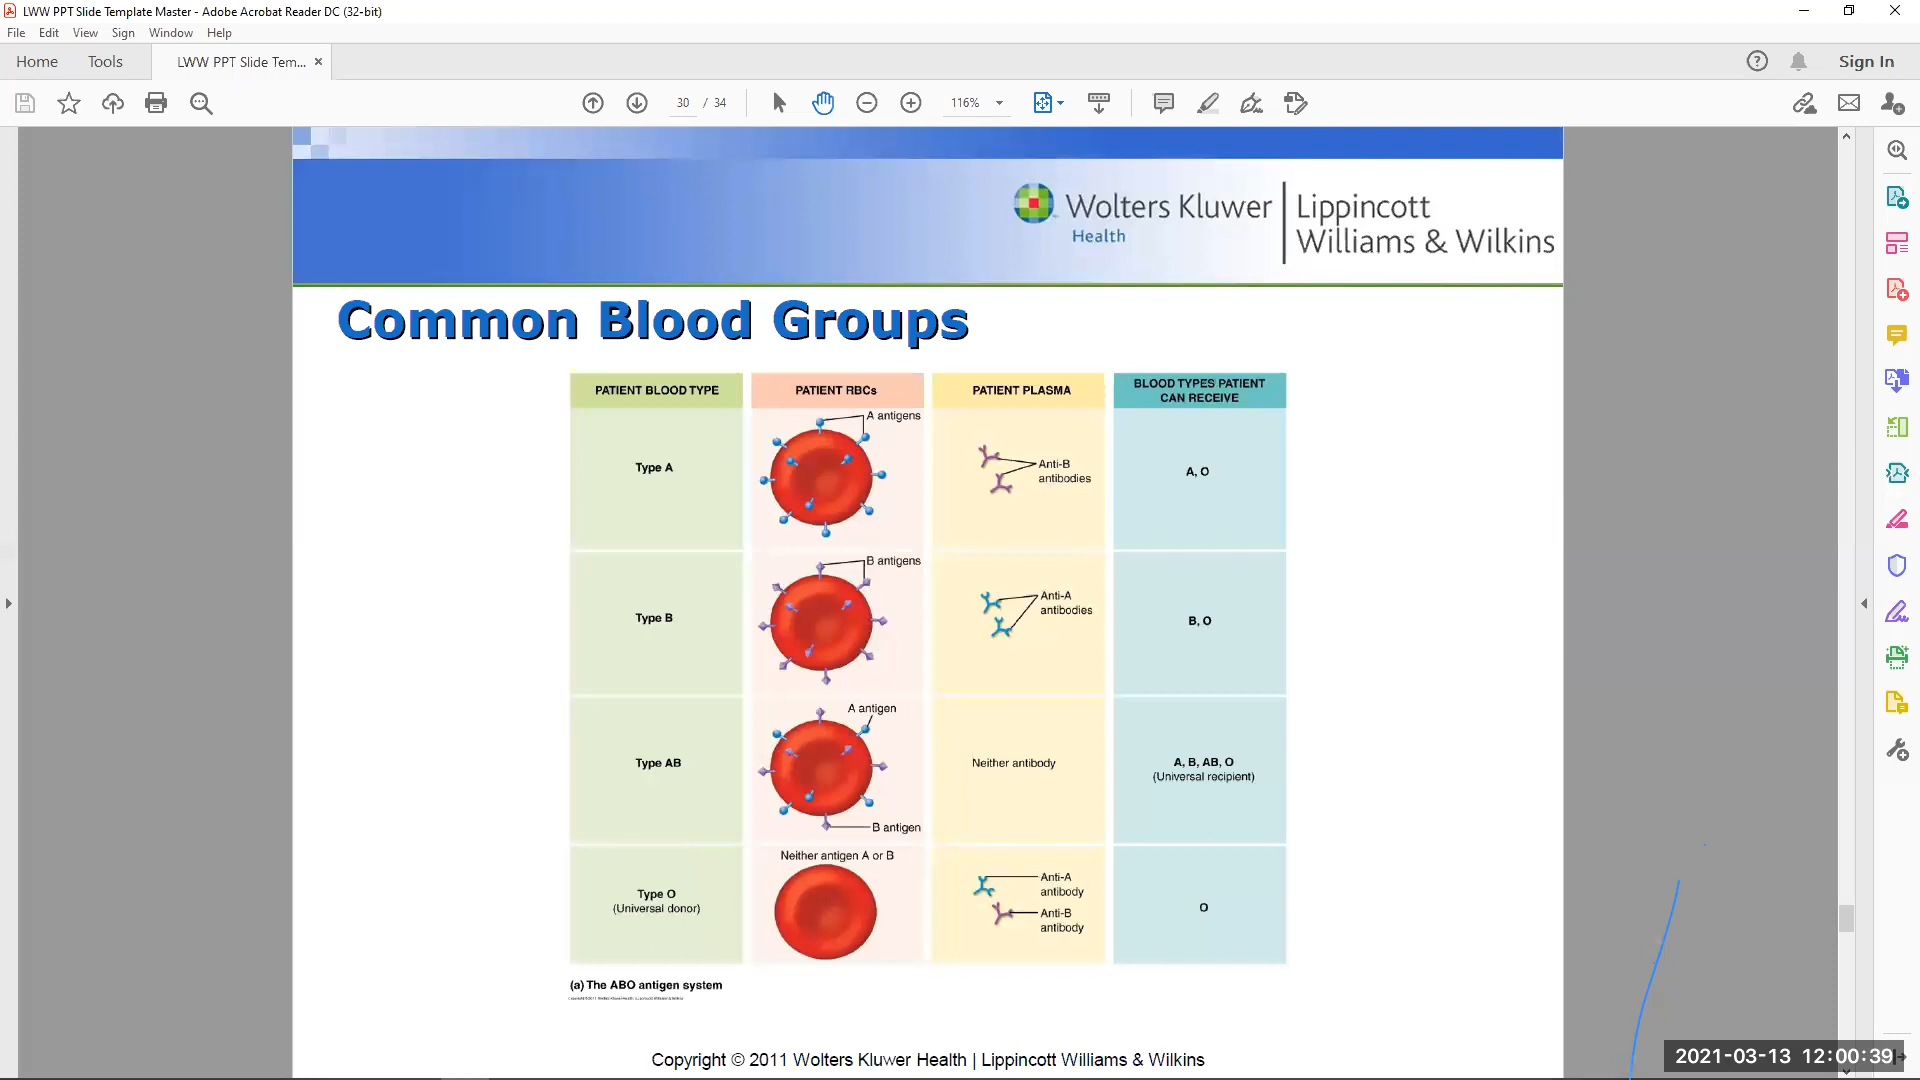 LWW PPT Slide Template Master - Adobe Acrobat Reader DC (32-bit)
File Edit View Sign Window Help
Home Tools LWW PPT Slide Tem... × Sign In
30 / 34 116%
Wolters Kluwer
Health
Lippincott
Williams & Wilkins
Common Blood Groups
PATIENT BLOOD TYPE
PATIENT RBCs
PATIENT PLASMA
BLOOD TYPES PATIENT
CAN RECEIVE
Type A
A antigens
Anti-B
antibodies
A, O
Type B
B antigens
Anti-A
antibodies
B, O
Type AB
A antigen
B antigen
Neither antibody
A, B, AB, O
(Universal recipient)
Type O
(Universal donor)
Neither antigen A or B
Anti-A
antibody
Anti-B
antibody
O
(a) The ABO antigen system
Copyright © 2011 Wolters Kluwer Health | Lippincott Williams & Wilkins
2021-03-13 12:00:39